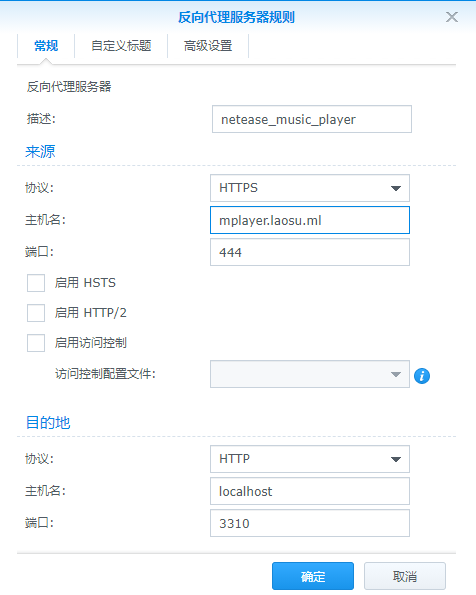 反向代理服务器规则
常规 自定义标题 高级设置
反向代理服务器
描述: netease_music_player
来源
协议: HTTPS
主机名: mplayer.laosu.ml
端口: 444
启用 HSTS
启用 HTTP/2
启用访问控制
访问控制配置文件:
目的地
协议: HTTP
主机名: localhost
端口: 3310
确定 取消